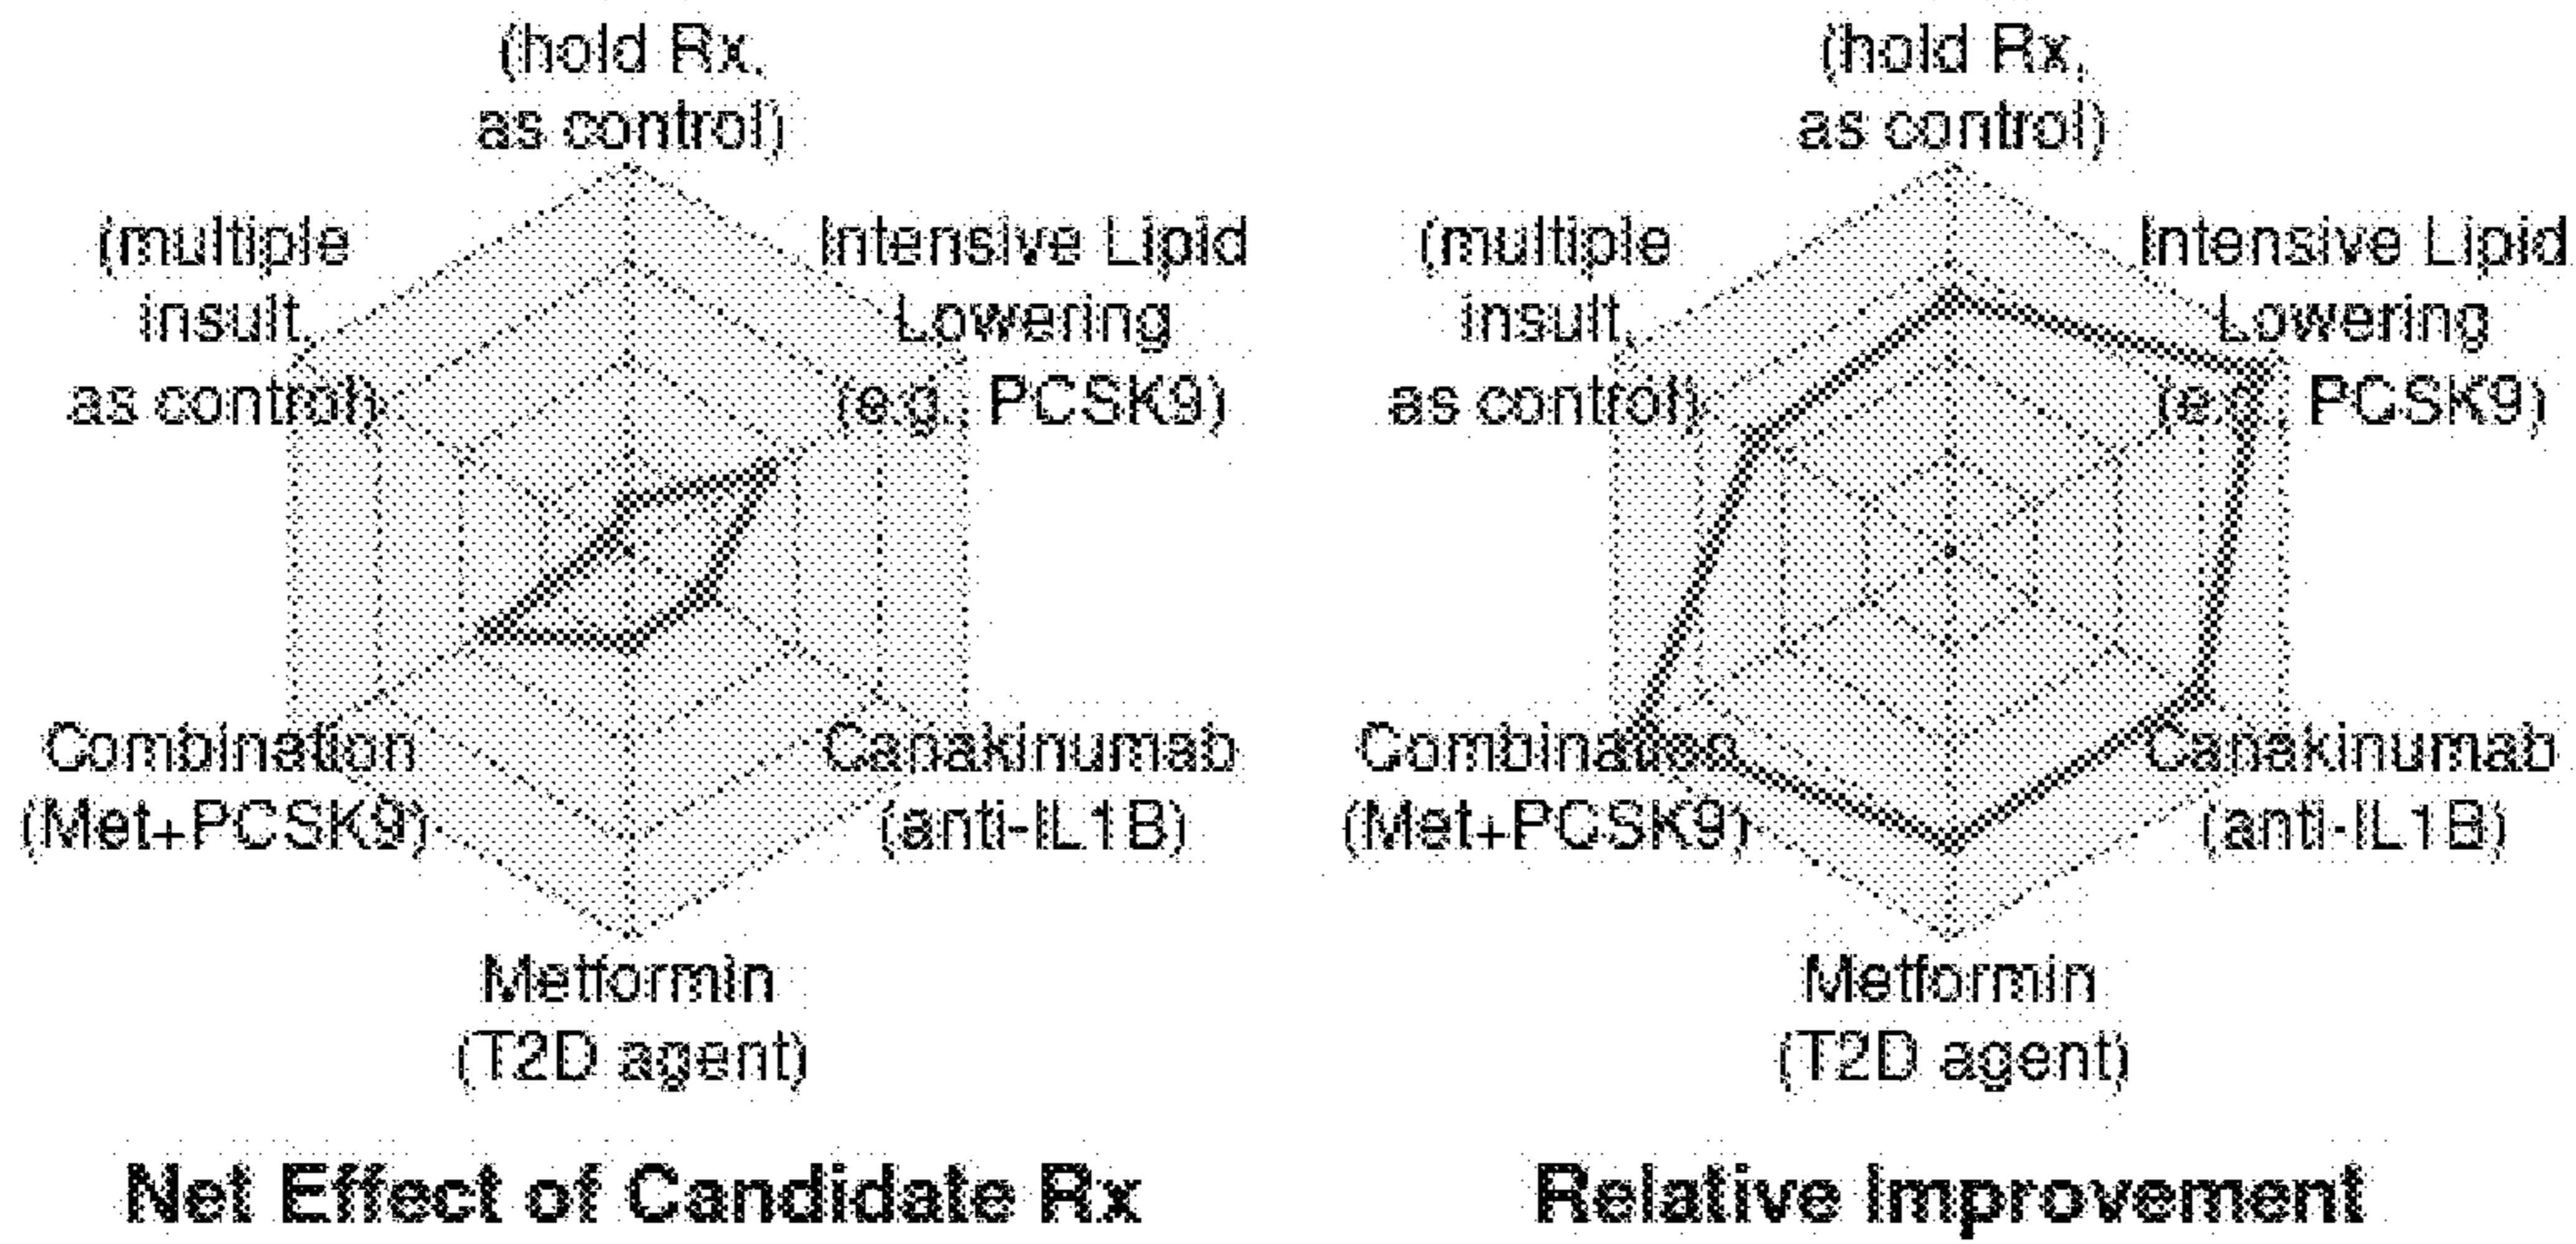 (hold Rx,
as control)
(multiple
insult,
as control)
Intensive Lipid
Lowering
(e.g., PCSK9)
Combination
(Met+PCSK9)
Canakinumab
(anti-IL1B)
Metformin
(T2D agent)
Net Effect of Candidate Rx
(hold Rx,
as control)
(multiple
insult,
as control)
Intensive Lipid
Lowering
(e.g., PCSK9)
Combination
(Met+PCSK9)
Canakinumab
(anti-IL1B)
Metformin
(T2D agent)
Relative Improvement